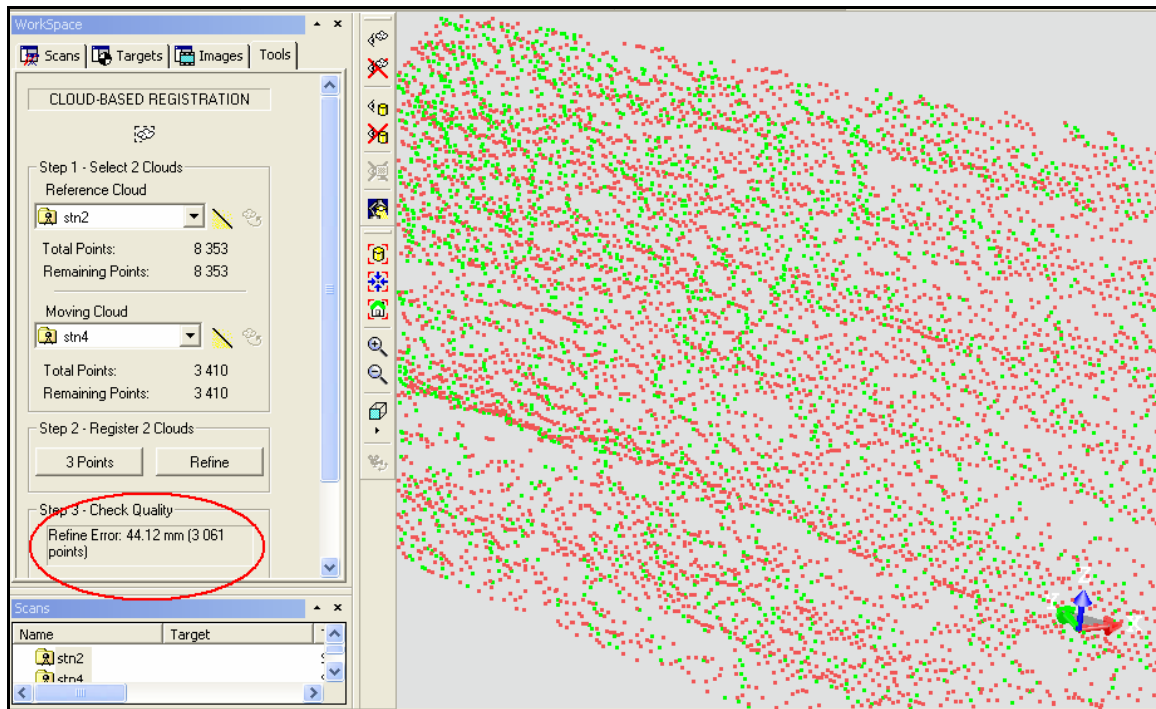 WorkSpace
Scans Targets Images Tools
CLOUD-BASED REGISTRATION
Step 1 - Select 2 Clouds
Reference Cloud
stn2
Total Points: 8 353
Remaining Points: 8 353
Moving Cloud
stn4
Total Points: 3 410
Remaining Points: 3 410
Step 2 - Register 2 Clouds
3 Points Refine
Step 3 - Check Quality
Refine Error: 44.12 mm (3 061
points)
Scans
Name Target
stn2
stn4
Z
X